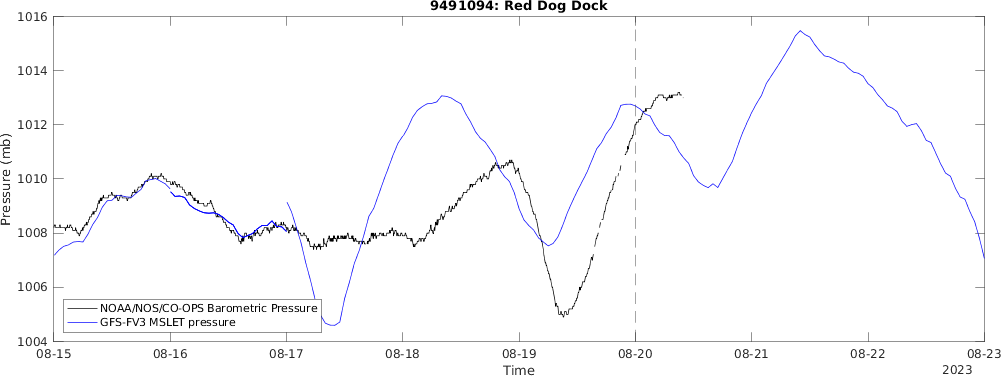 9491094: Red Dog Dock
Pressure (mb)
1016
1014
1012
1010
1008
1006
1004
NOAA/NOS/CO-OPS Barometric Pressure
GFS-FV3 MSLET pressure
08-15 08-16 08-17 08-18 08-19 08-20 08-21 08-22 08-23
Time
2023